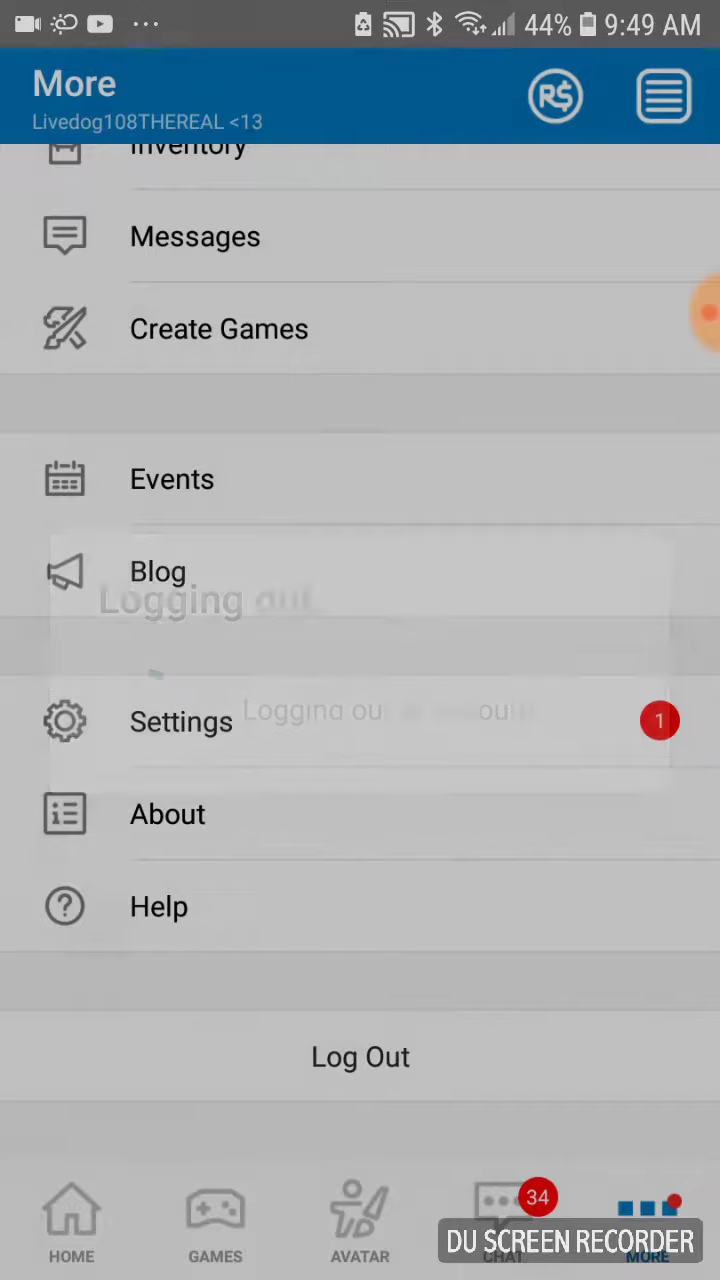 44% 9:49 AM
More
Livedog108THEREAL <13
R$
Inventory
Messages
Create Games
Events
Blog
Logging out
Settings
Logging out
1
About
Help
Log Out
34
HOME
GAMES
AVATAR
CHAT
MORE
DU SCREEN RECORDER